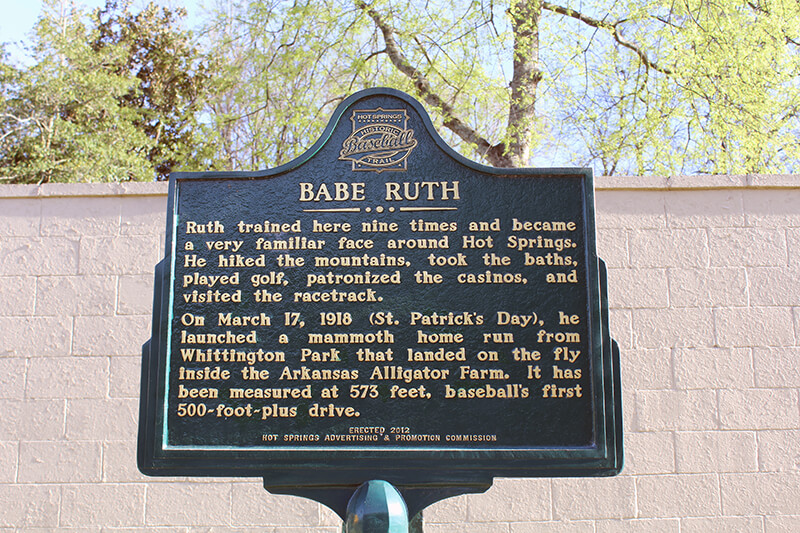 HOT SPRINGS
HISTORIC
Baseball
TRAIL
BABE RUTH
Ruth trained here nine times and became
a very familiar face around Hot Springs.
He hiked the mountains, took the baths,
played golf, patronized the casinos, and
visited the racetrack.
On March 17, 1918 (St. Patrick's Day), he
launched a mammoth home run from
Whittington Park that landed on the fly
inside the Arkansas Alligator Farm. It has
been measured at 573 feet, baseball's first
500-foot-plus drive.
ERECTED 2012
HOT SPRINGS ADVERTISING & PROMOTION COMMISSION